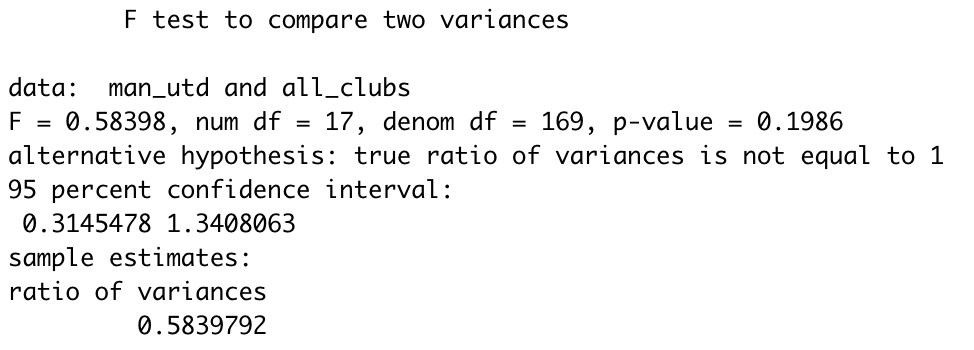 F test to compare two variances
data:  man_utd and all_clubs
F = 0.58398, num df = 17, denom df = 169, p-value = 0.1986
alternative hypothesis: true ratio of variances is not equal to 1
95 percent confidence interval:
0.3145478 1.3408063
sample estimates:
ratio of variances
0.5839792